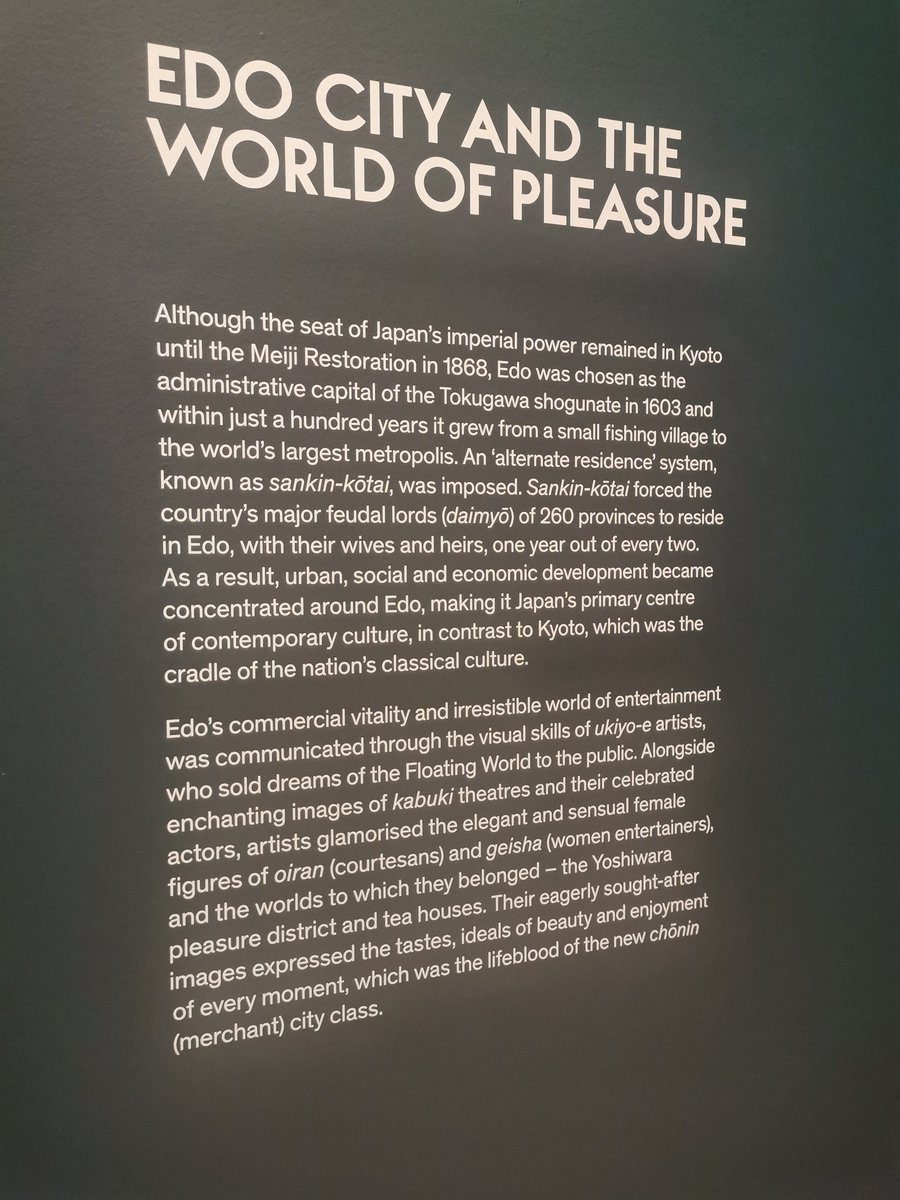 EDO CITY AND THE
WORLD OF PLEASURE
Although the seat of Japan's imperial power remained in Kyoto
until the Meiji Restoration in 1868, Edo was chosen as the
administrative capital of the Tokugawa shogunate in 1603 and
within just a hundred years it grew from a small fishing village to
the world's largest metropolis. An 'alternate residence' system,
known as sankin-kōtai, was imposed. Sankin-kōtai forced the
country's major feudal lords (daimyō) of 260 provinces to reside
in Edo, with their wives and heirs, one year out of every two.
As a result, urban, social and economic development became
concentrated around Edo, making it Japan's primary centre
of contemporary culture, in contrast to Kyoto, which was the
cradle of the nation's classical culture.
Edo's commercial vitality and irresistible world of entertainment
was communicated through the visual skills of ukiyo-e artists,
who sold dreams of the Floating World to the public. Alongside
enchanting images of kabuki theatres and their celebrated
actors, artists glamorised the elegant and sensual female
figures of oiran (courtesans) and geisha (women entertainers),
and the worlds to which they belonged – the Yoshiwara
pleasure district and tea houses. Their eagerly sought-after
images expressed the tastes, ideals of beauty and enjoyment
of every moment, which was the lifeblood of the new chōnin
(merchant) city class.